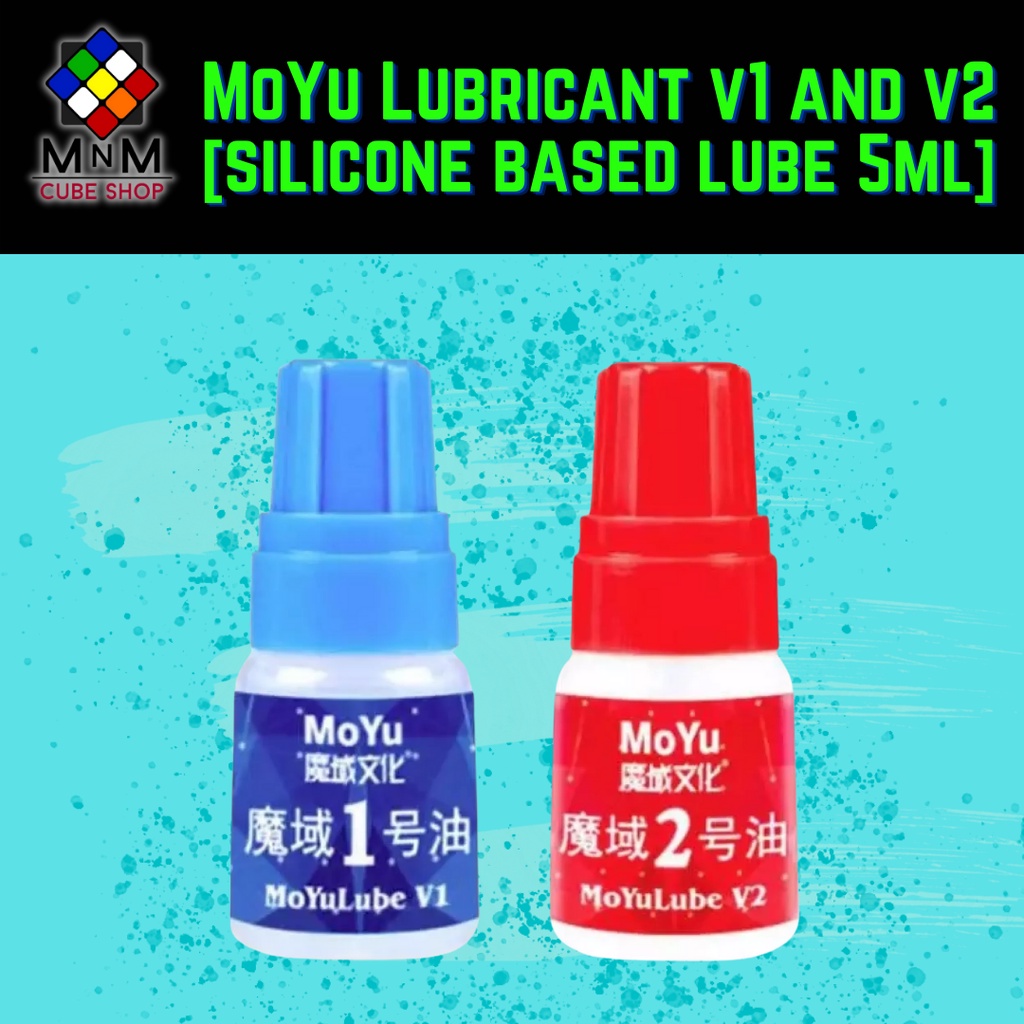 MoYu Lubricant v1 and v2
[silicone based lube 5ml]
MNM
CUBE SHOP
MoYu
魔域文化
魔域1号油
MoYuLube V1
MoYu
魔域文化
魔域2号油
MoYuLube V2